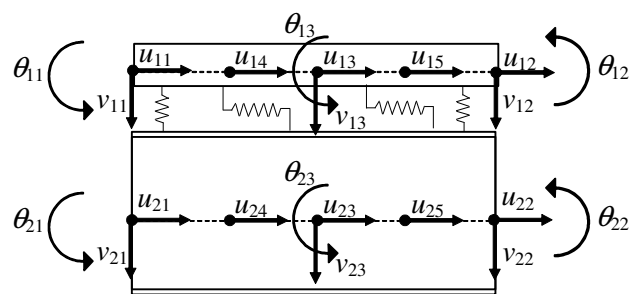 θ₁₃
θ₁₁ u₁₁ u₁₄ u₁₃ u₁₅ u₁₂ θ₁₂
v₁₁ v₁₃ v₁₂
θ₂₃
θ₂₁ u₂₁ u₂₄ u₂₃ u₂₅ u₂₂ θ₂₂
v₂₁ v₂₃ v₂₂